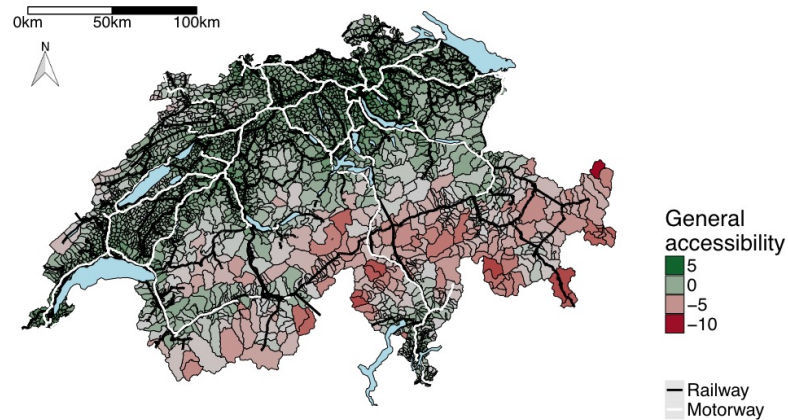 0km 50km 100km
N
General
accessibility
5
0
−5
−10
Railway
Motorway